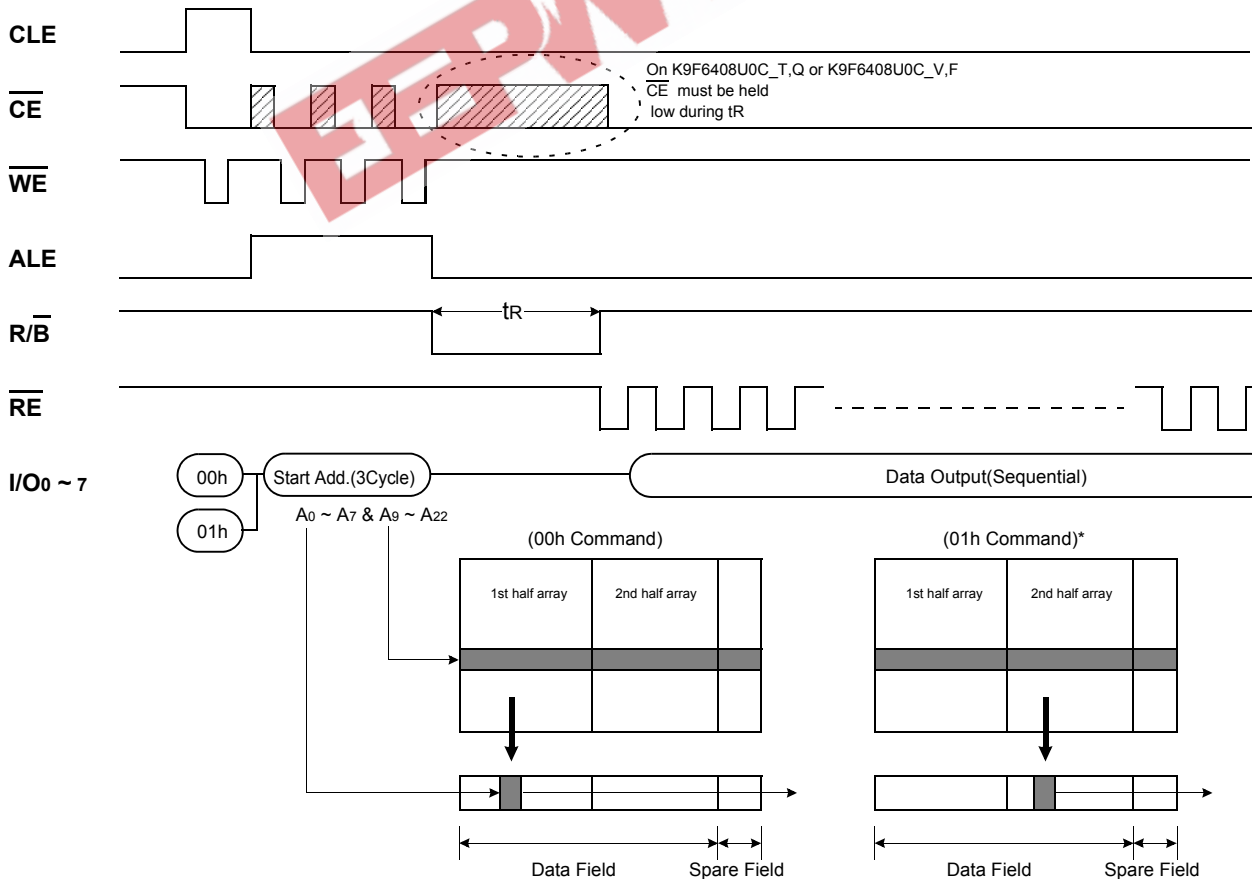 CLE
On K9F6408U0C_T,Q or K9F6408U0C_V,F
CE must be held
low during tR
CE
WE
ALE
R/B
tR
RE
I/O0 ~ 7
00h
Start Add.(3Cycle)
Data Output(Sequential)
01h
A0 ~ A7 & A9 ~ A22
(00h Command)
(01h Command)*
1st half array
2nd half array
1st half array
2nd half array
Data Field
Spare Field
Data Field
Spare Field